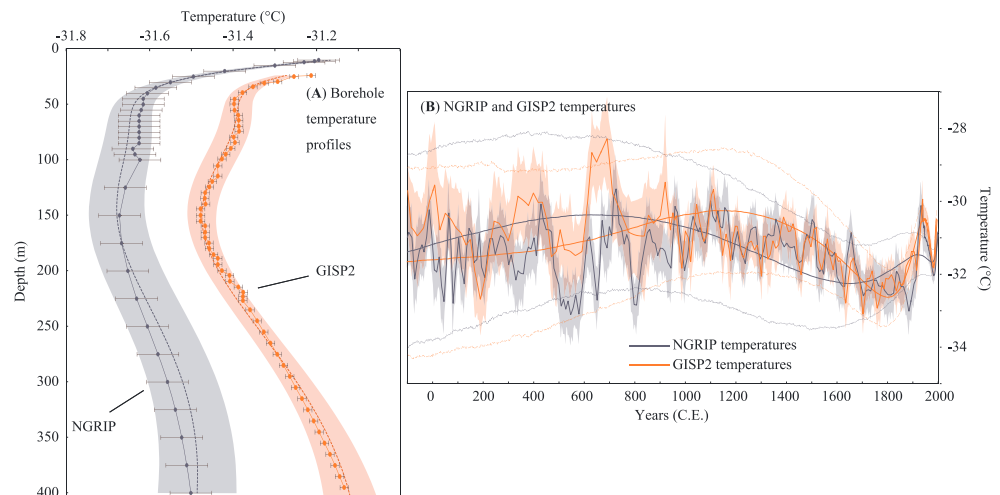 Temperature (°C)
-31.8 -31.6 -31.4 -31.2
0
50
100
150
200
250
300
350
400
Depth (m)
(A) Borehole
temperature
profiles
GISP2
NGRIP
(B) NGRIP and GISP2 temperatures
-28
-30
-32
-34
Temperature (°C)
NGRIP temperatures
GISP2 temperatures
0 200 400 600 800 1000 1200 1400 1600 1800 2000
Years (C.E.)